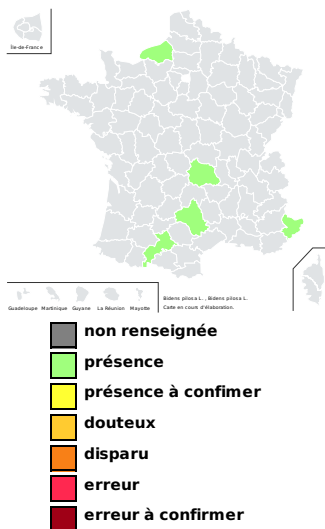 Île-de-France
Guadeloupe Martinique Guyane La Réunion Mayotte
Bidens pilosa L., Bidens pilosa L.
Carte en cours d'élaboration.
non renseignée
présence
présence à confimer
douteux
disparu
erreur
erreur à confirmer